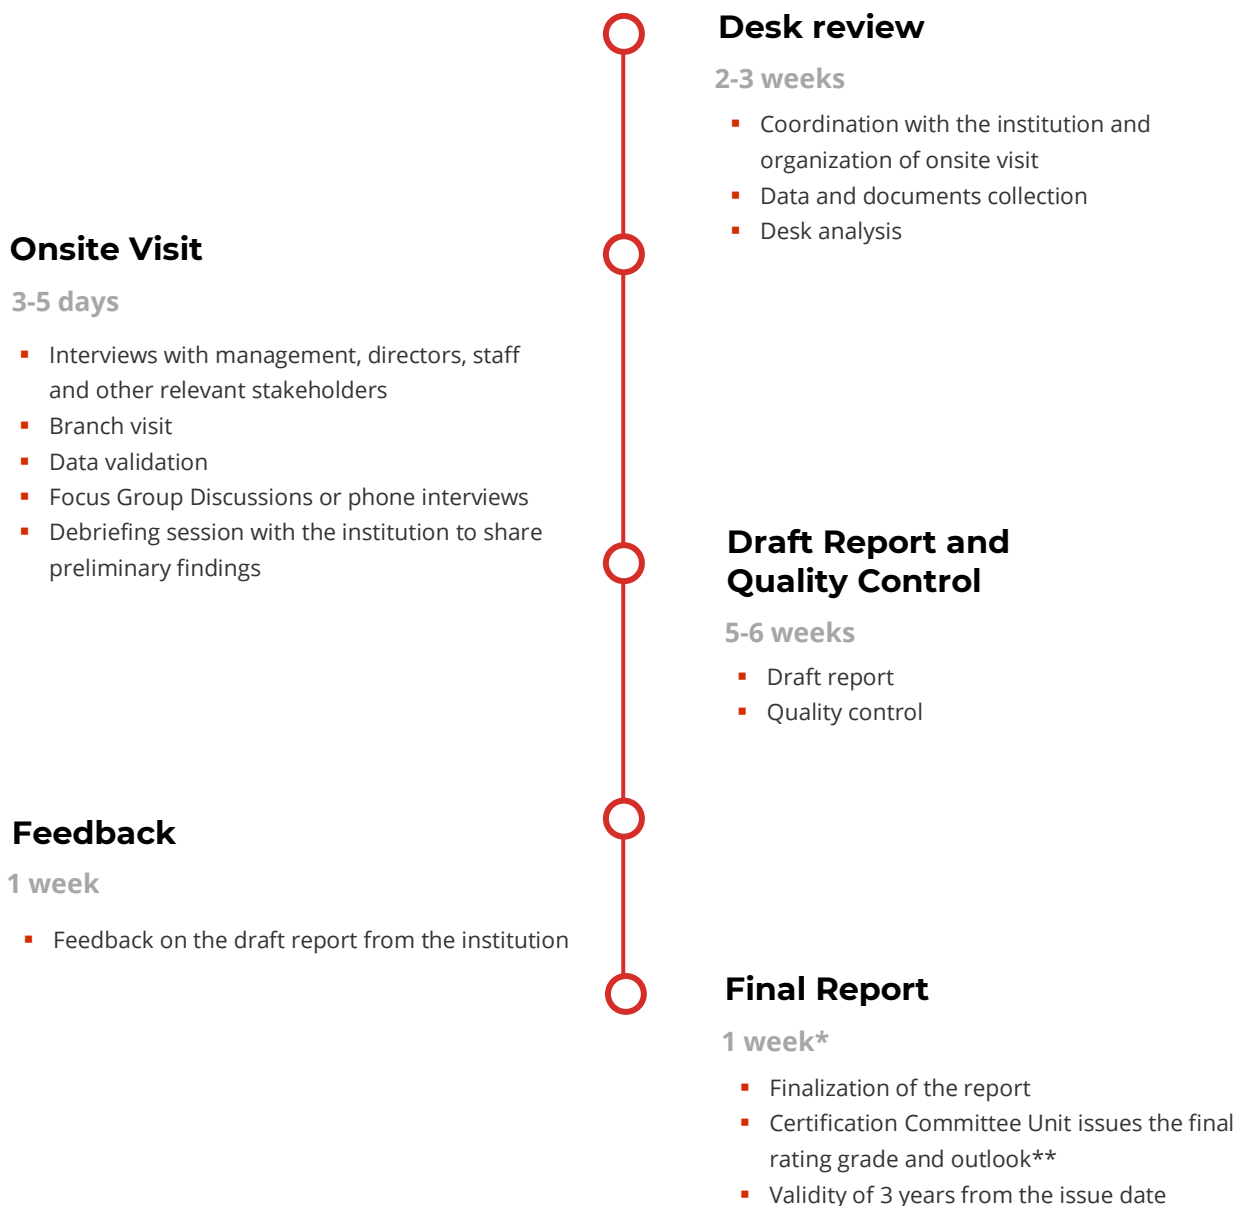 Desk review
2-3 weeks
▪ Coordination with the institution and
organization of onsite visit
▪ Data and documents collection
▪ Desk analysis
Onsite Visit
3-5 days
▪ Interviews with management, directors, staff
and other relevant stakeholders
▪ Branch visit
▪ Data validation
▪ Focus Group Discussions or phone interviews
▪ Debriefing session with the institution to share
preliminary findings
Draft Report and
Quality Control
5-6 weeks
▪ Draft report
▪ Quality control
Feedback
1 week
▪ Feedback on the draft report from the institution
Final Report
1 week*
▪ Finalization of the report
▪ Certification Committee Unit issues the final
rating grade and outlook**
▪ Validity of 3 years from the issue date